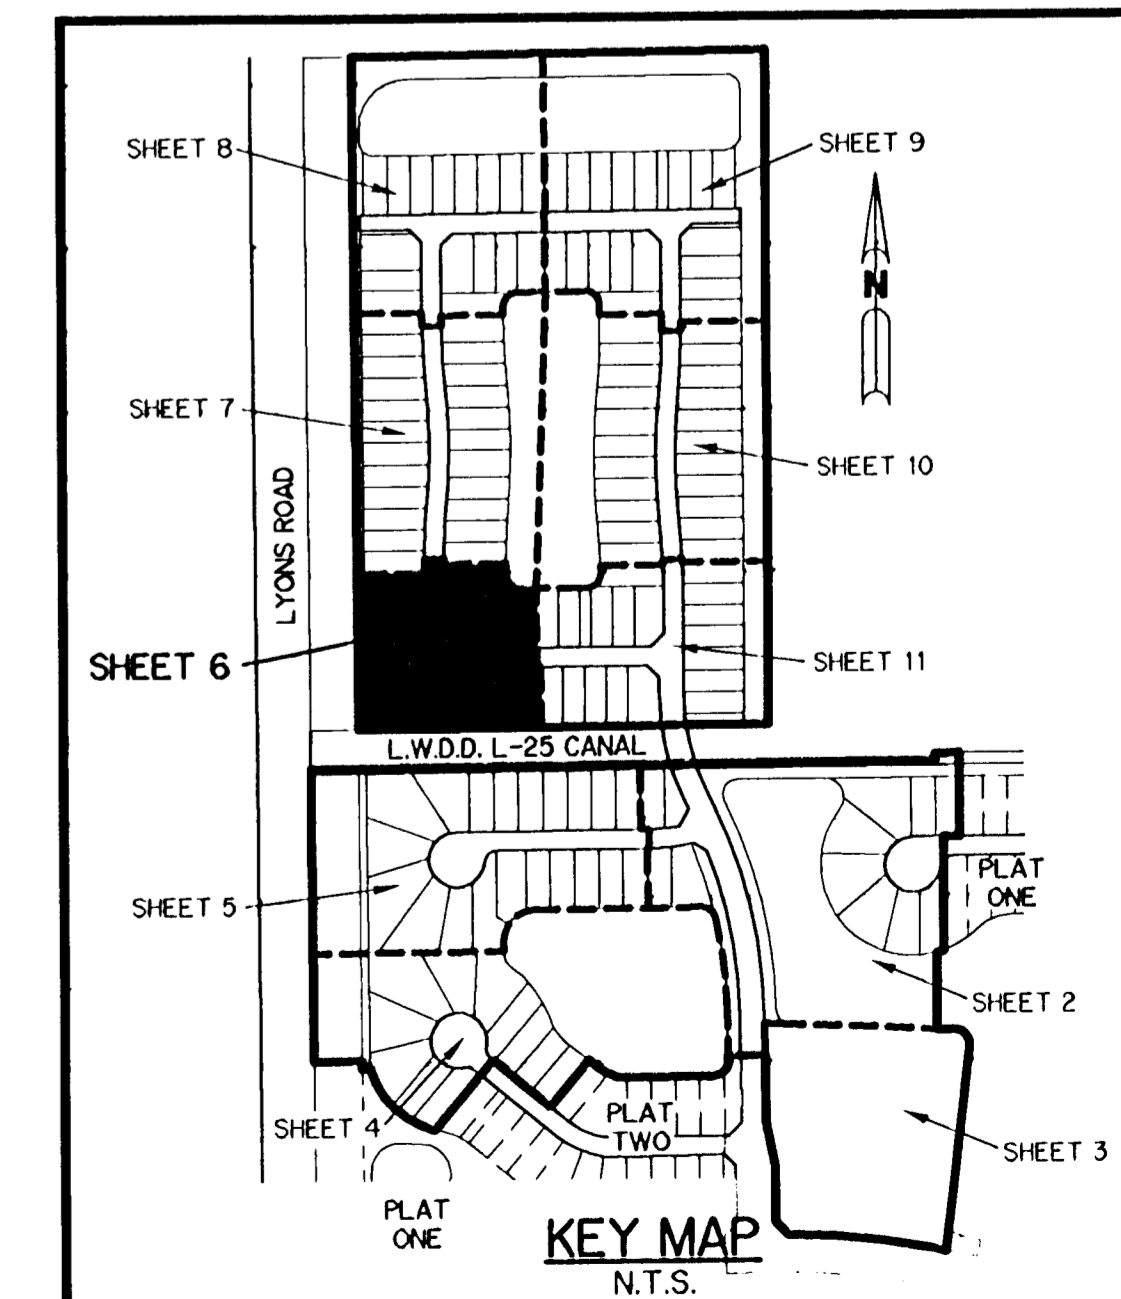 SHEET 8
SHEET 9
N
SHEET 7
SHEET 10
LYONS ROAD
SHEET 6
SHEET 11
L.W.D.D. L-25 CANAL
PLAT
ONE
SHEET 5
SHEET 2
SHEET 4
PLAT
TWO
SHEET 3
PLAT
ONE
KEY MAP
N.T.S.